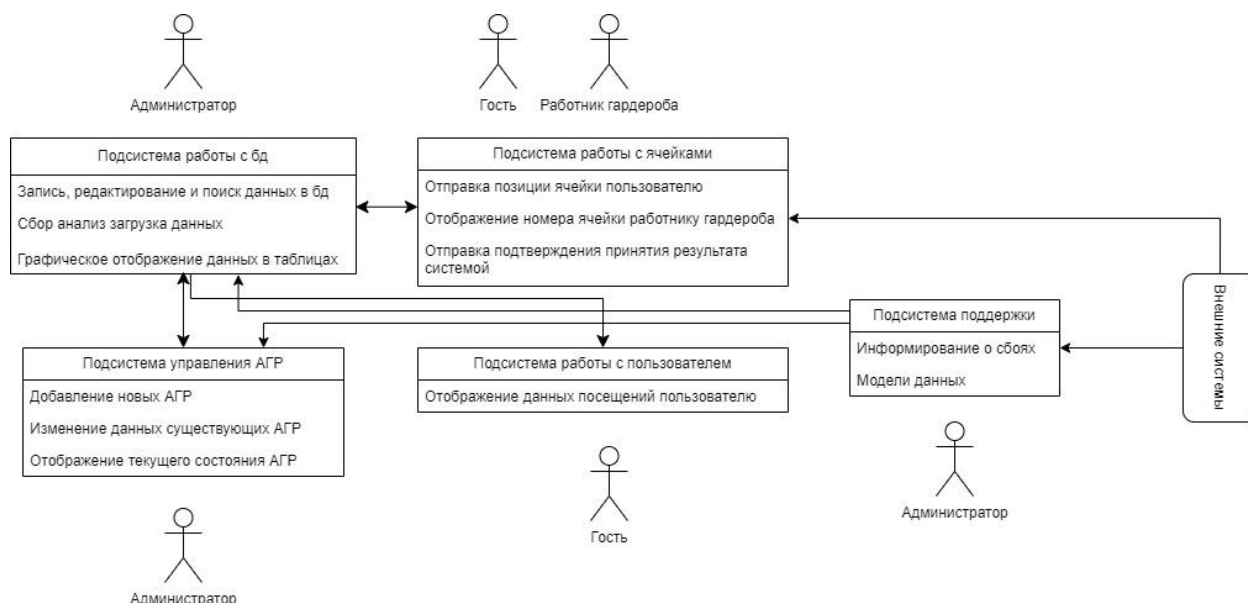 Администратор
Гость
Работник гардероба
Подсистема работы с бд
Запись, редактирование и поиск данных в бд
Сбор анализ загрузка данных
Графическое отображение данных в таблицах
Подсистема работы с ячейками
Отправка позиции ячейки пользователю
Отображение номера ячейки работнику гардероба
Отправка подтверждения принятия результата
системой
Внешние системы
Подсистема поддержки
Информирование о сбоях
Модели данных
Подсистема управления АГР
Добавление новых АГР
Изменение данных существующих АГР
Отображение текущего состояния АГР
Подсистема работы с пользователем
Отображение данных посещений пользователю
Администратор
Гость
Администратор